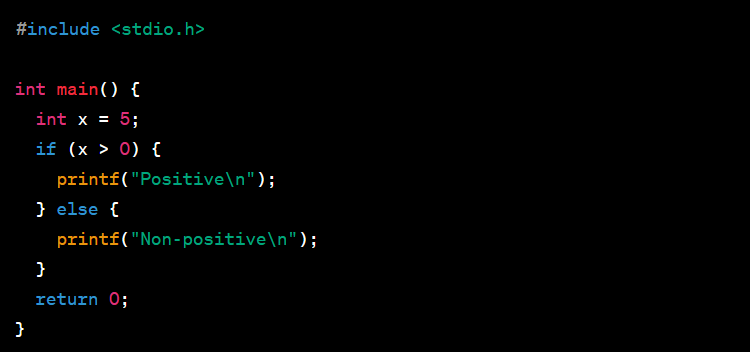 #include <stdio.h>

int main() {
  int x = 5;
  if (x > 0) {
    printf("Positive\n");
  } else {
    printf("Non-positive\n");
  }
  return 0;
}